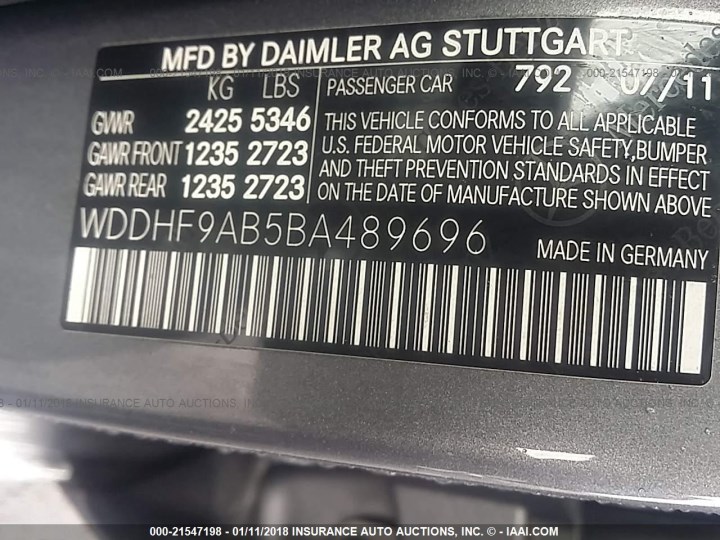 MFD BY DAIMLER AG STUTTGART
KG LBS
GVWR 2425 5346
GAWR FRONT 1235 2723
GAWR REAR 1235 2723
PASSENGER CAR 792 07/11
THIS VEHICLE CONFORMS TO ALL APPLICABLE
U.S. FEDERAL MOTOR VEHICLE SAFETY, BUMPER
AND THEFT PREVENTION STANDARDS IN EFFECT
ON THE DATE OF MANUFACTURE SHOWN ABOVE
WDDHF9AB5BA489696 MADE IN GERMANY
000-21547198 - 01/11/2018 INSURANCE AUTO AUCTIONS, INC. - IAAI.COM